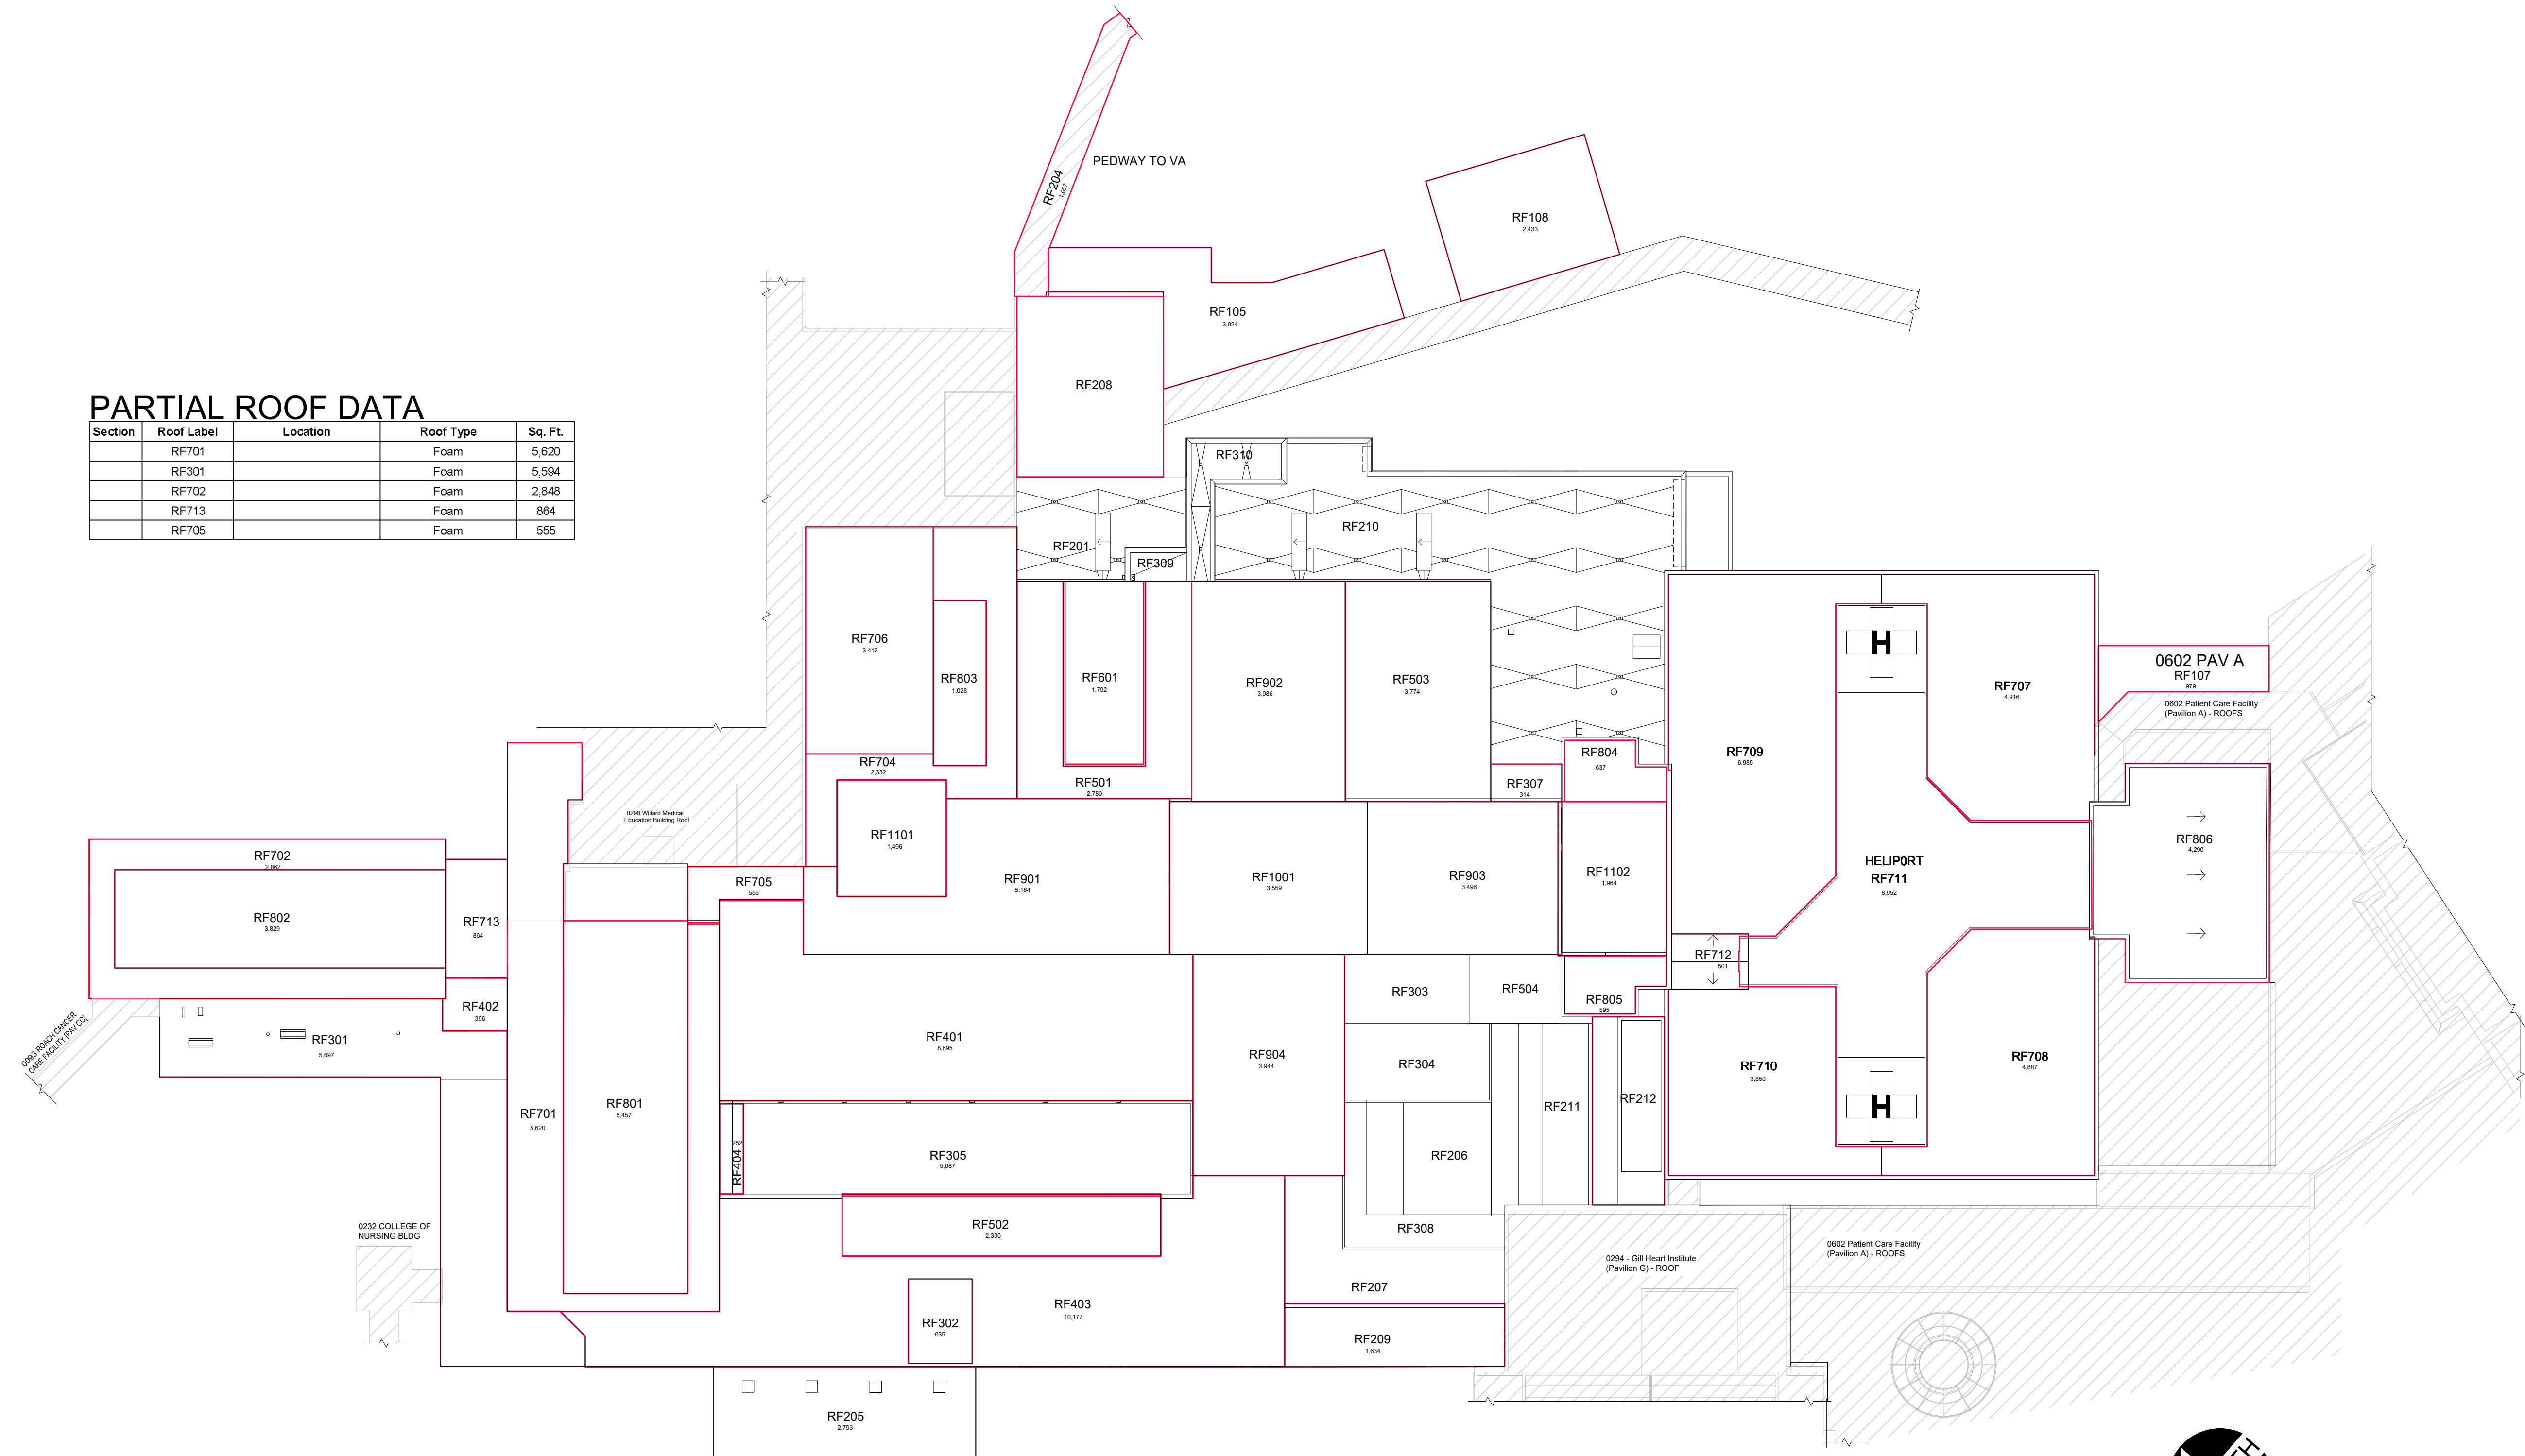 PEDWAY TO VA
RF204
1,057
RF108
2,433
RF105
3,024
RF208
PARTIAL ROOF DATA
Section Roof Label Location Roof Type Sq. Ft.
RF701 Foam 5,620
RF301 Foam 5,594
RF702 Foam 2,848
RF713 Foam 864
RF705 Foam 555
RF310
RF210
RF201
RF309
RF706
3,412
RF803
1,028
RF601
1,792
RF902
3,986
RF503
3,774
RF707
4,916
0602 PAV A
RF107
979
0602 Patient Care Facility
(Pavilion A) - ROOFS
RF709
6,985
RF804
637
RF704
2,332
RF501
2,780
RF307
314
0298 Willard Medical
Education Building Roof
RF1101
1,496
RF806
4,290
RF702
2,862
HELIP0RT
RF711
8,952
RF705
555
RF901
5,184
RF1001
3,559
RF903
3,496
RF1102
1,964
RF802
3,829
RF713
864
RF712
501
RF303
RF504
RF805
595
RF402
396
0093 ROACH CANCER
CARE FACILITY (PAV CC)
RF301
5,697
RF401
8,695
RF904
3,944
RF304
RF710
3,850
RF708
4,887
RF701
5,620
RF801
5,457
RF211
RF212
RF404
252
RF305
5,087
RF206
RF502
2,330
RF308
0232 COLLEGE OF
NURSING BLDG
0294 - Gill Heart Institute
(Pavilion G) - ROOF
0602 Patient Care Facility
(Pavilion A) - ROOFS
RF207
RF403
10,177
RF302
635
RF209
1,634
RF205
2,793
H
H